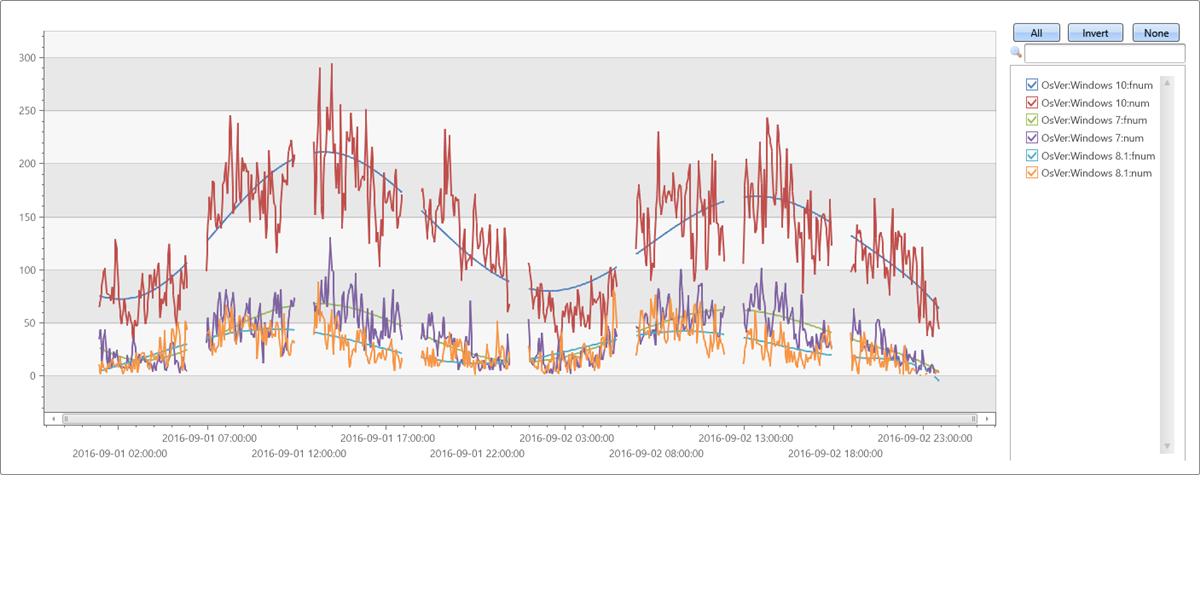 All Invert None
300
250
200
150
100
50
0
OsVer:Windows 10:fnum
OsVer:Windows 10:num
OsVer:Windows 7:fnum
OsVer:Windows 7:num
OsVer:Windows 8.1:fnum
OsVer:Windows 8.1:num
2016-09-01 07:00:00 2016-09-01 17:00:00 2016-09-02 03:00:00 2016-09-02 13:00:00 2016-09-02 23:00:00
2016-09-01 02:00:00 2016-09-01 12:00:00 2016-09-01 22:00:00 2016-09-02 08:00:00 2016-09-02 18:00:00